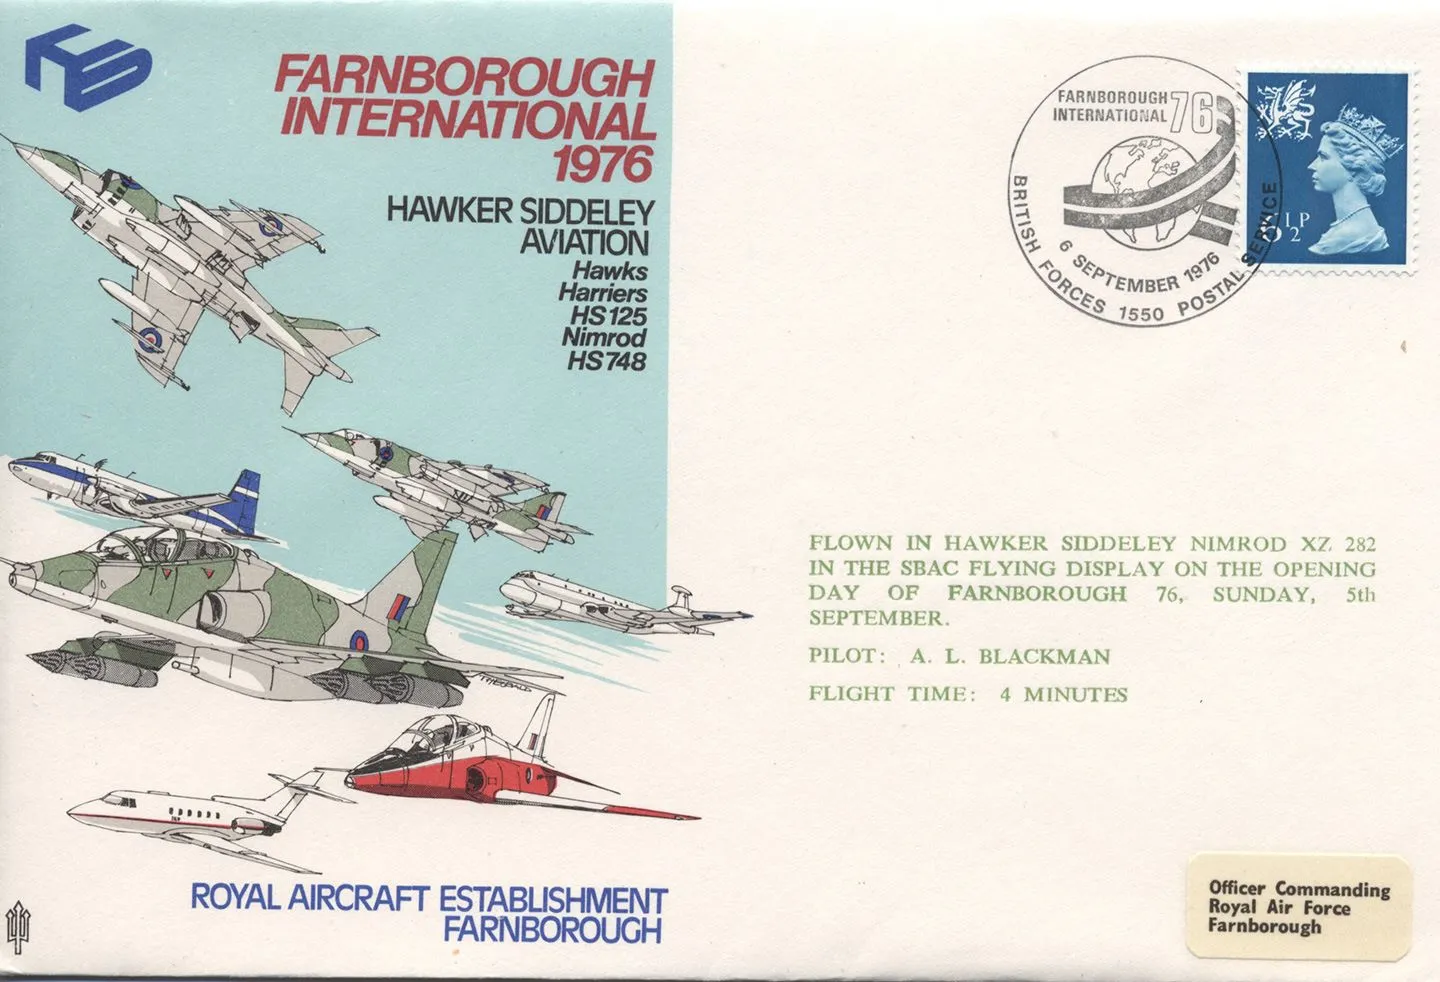 HS
FARNBOROUGH
INTERNATIONAL
1976
HAWKER SIDDELEY
AVIATION
Hawks
Harriers
HS125
Nimrod
HS748
ROYAL AIRCRAFT ESTABLISHMENT
FARNBOROUGH
FARNBOROUGH
INTERNATIONAL 76
6 SEPTEMBER 1976
BRITISH FORCES 1550 POSTAL SERVICE
½P
FLOWN IN HAWKER SIDDELEY NIMROD XZ 282
IN THE SBAC FLYING DISPLAY ON THE OPENING
DAY OF FARNBOROUGH 76, SUNDAY, 5th
SEPTEMBER.
PILOT: A. L. BLACKMAN
FLIGHT TIME: 4 MINUTES
Officer Commanding
Royal Air Force
Farnborough